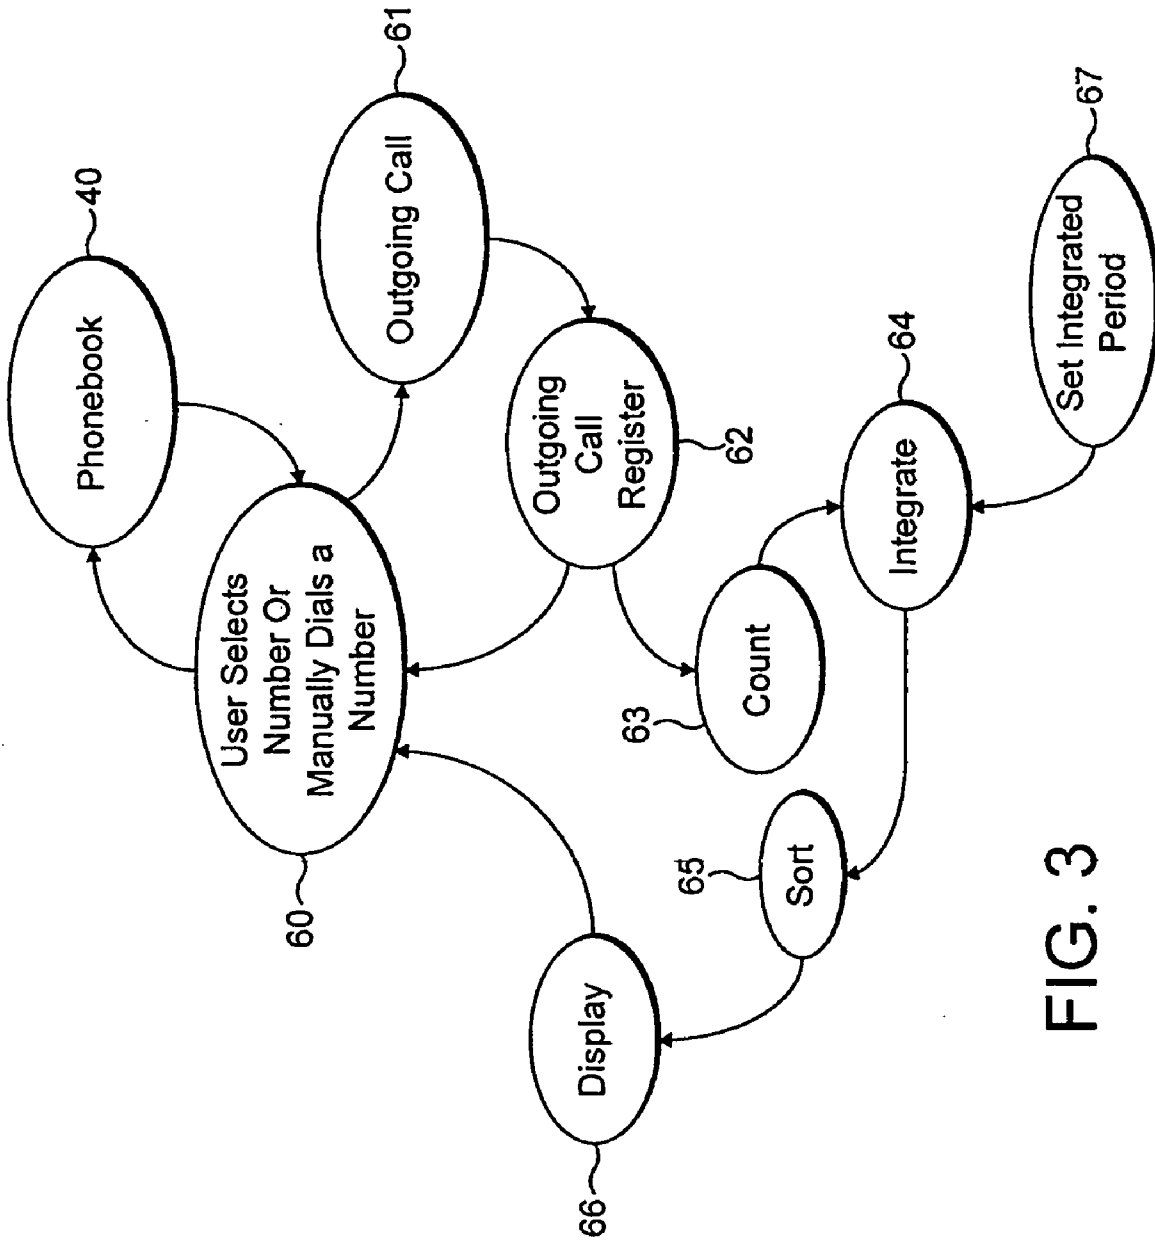 Phonebook
40
User Selects
Number Or
Manually Dials a
Number
60
Outgoing Call
61
Outgoing
Call
Register
62
Display
66
Count
63
Sort
65
Integrate
64
Set Integrated
Period
67
FIG. 3